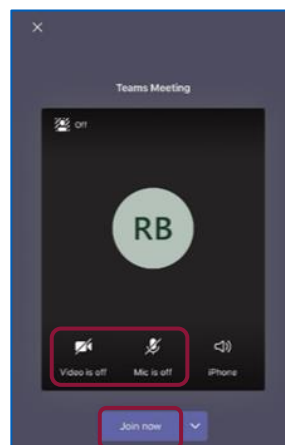 Teams Meeting
Off
RB
Video is off Mic is off iPhone
Join now